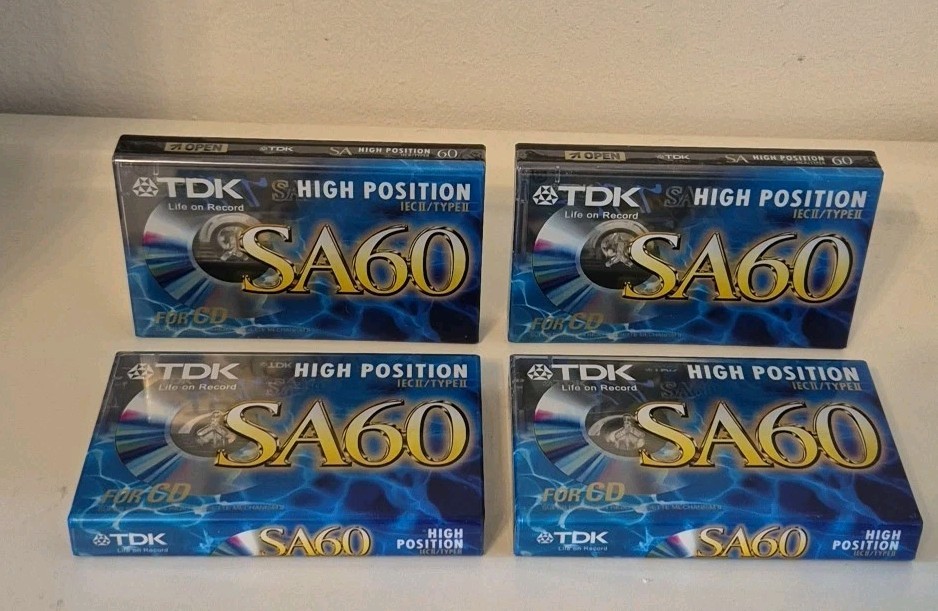 OPEN TDK SA HIGH POSITION 60
TDK HIGH POSITION
Life on Record IECII/TYPEII
SA60
FOR CD
OPEN TDK SA HIGH POSITION 60
TDK HIGH POSITION
Life on Record IECII/TYPEII
SA60
FOR CD
TDK HIGH POSITION
Life on Record IECII/TYPEII
SA60
FOR CD
TDK SA60 HIGH
POSITION
Life on Record IECII/TYPEII
TDK HIGH POSITION
Life on Record IECII/TYPEII
SA60
FOR CD
TDK SA60 HIGH
POSITION
Life on Record IECII/TYPEII